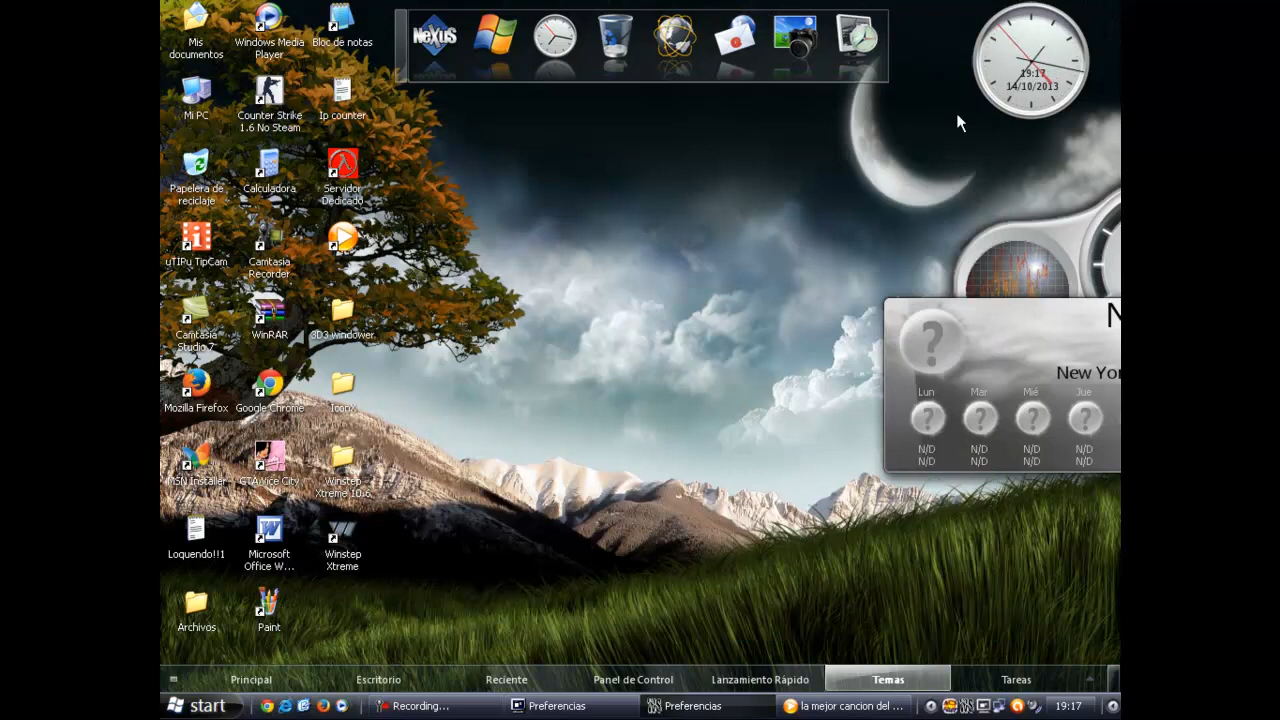 Mis
documentos
Windows Media
Player
Bloc de notas
Mi PC
Counter Strike
1.6 No Steam
Ip counter
Papelera de
reciclaje
Calculadora
Servidor
Dedicado
uTIPu TipCam
Camtasia
Recorder
Camtasia
Studio 7
WinRAR
3D3 windower
Mozilla Firefox
Google Chrome
Icons
MSN Installer
GTA Vice City
Winstep
Xtreme 10.6
Loquendo!!1
Microsoft
Office W...
Winstep
Xtreme
Archivos
Paint
NeXuS
19:17
14/10/2013
N
New Yor
Lun
Mar
Mié
Jue
N/D
N/D
N/D
N/D
N/D
N/D
N/D
N/D
Principal
Escritorio
Reciente
Panel de Control
Lanzamiento Rápido
Temas
Tareas
start
Recording...
Preferencias
Preferencias
la mejor cancion del ...
19:17